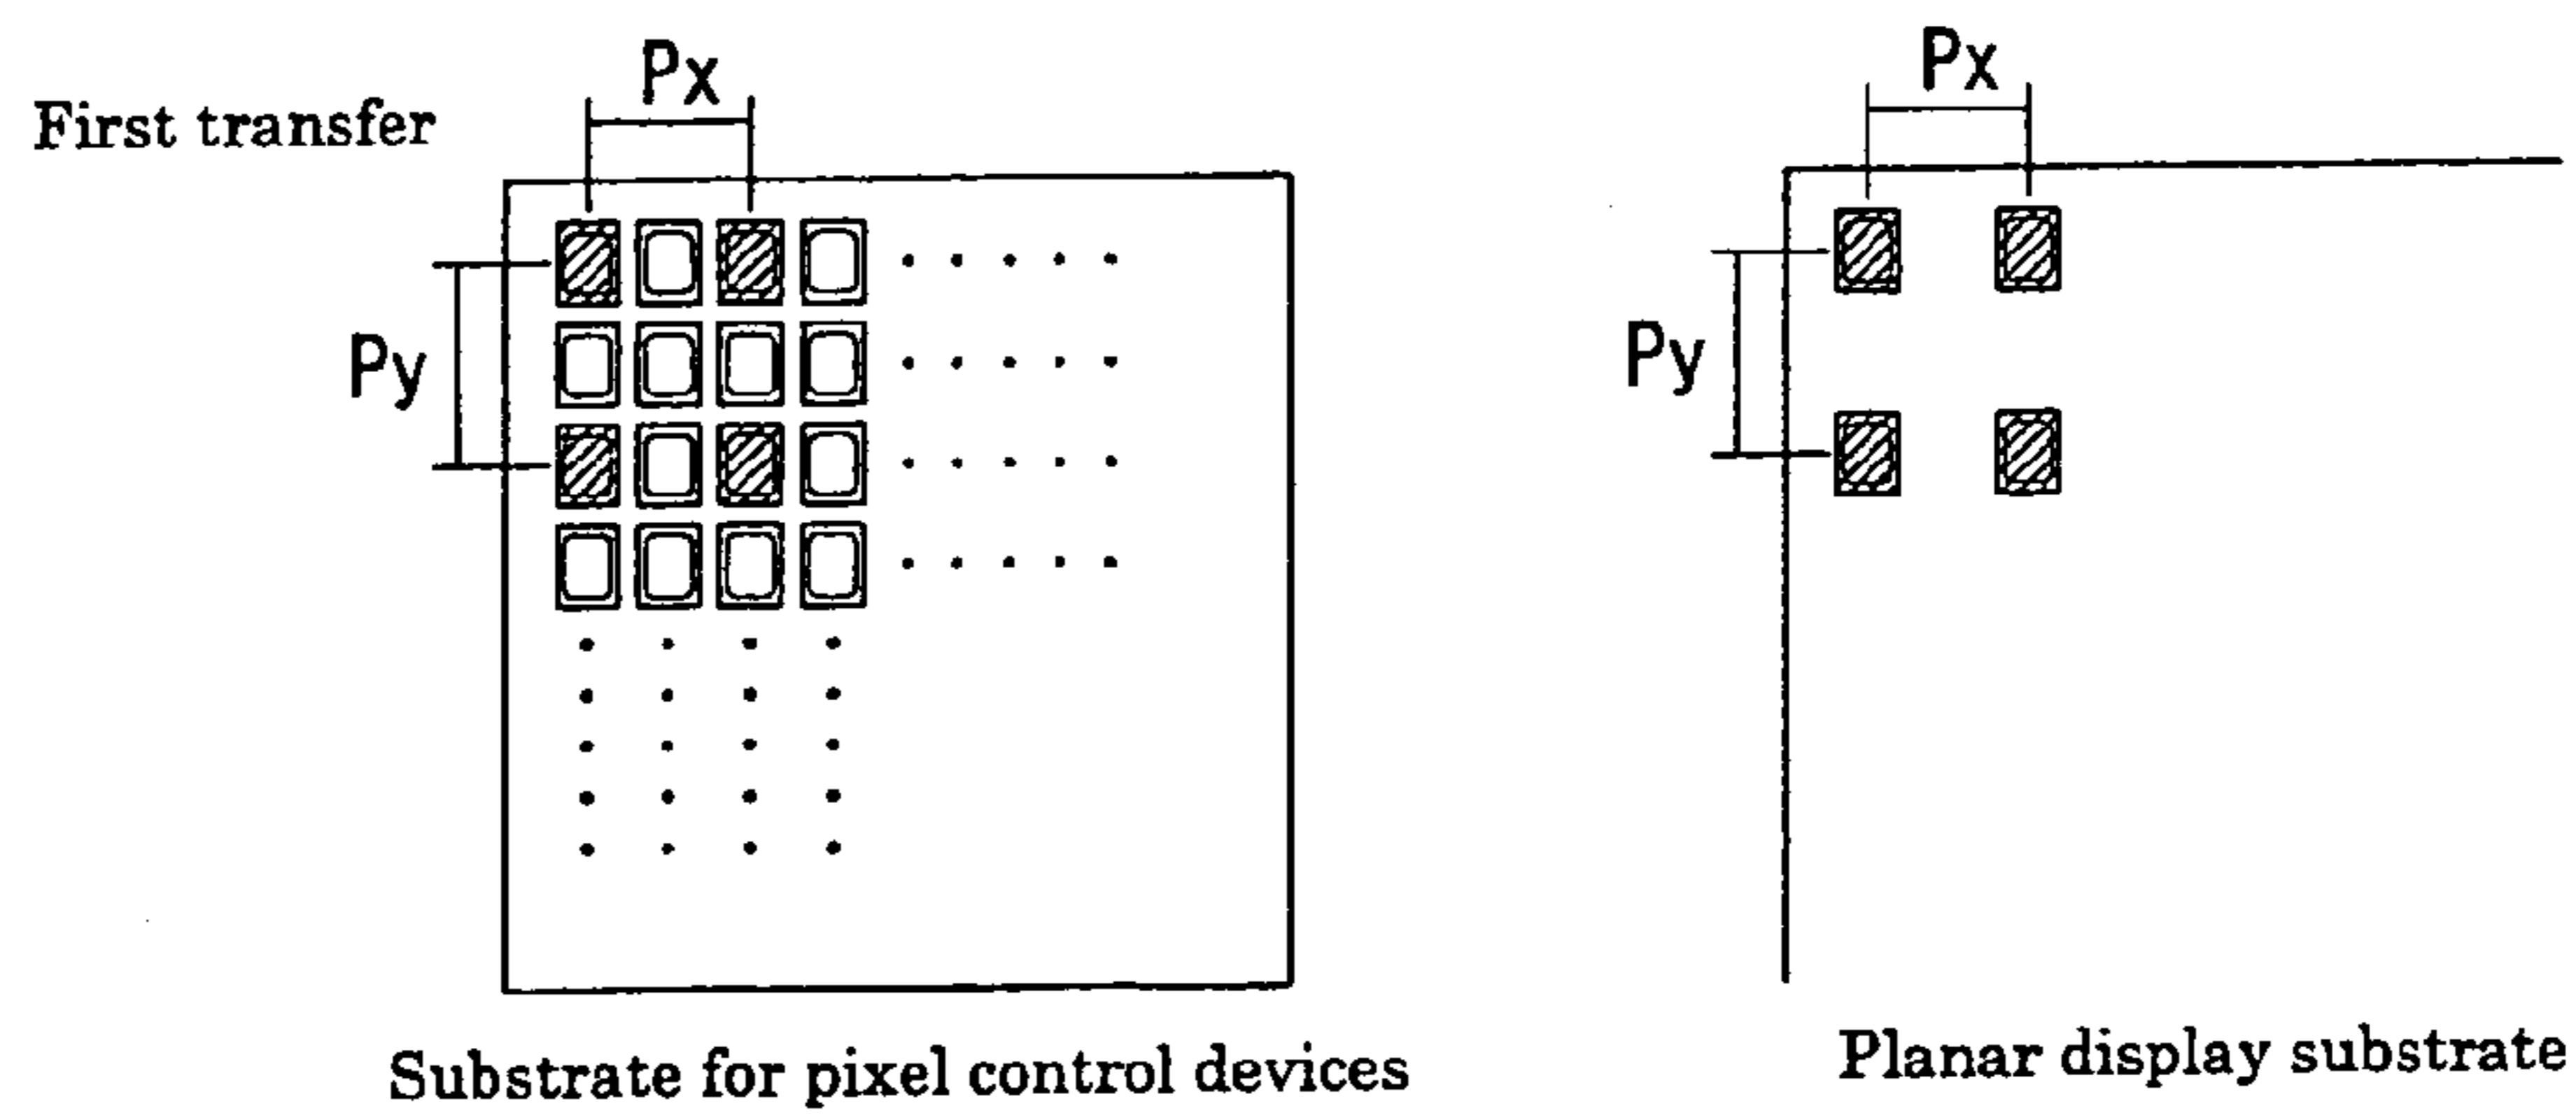 First transfer
Px
Py
Substrate for pixel control devices
Px
Py
Planar display substrate